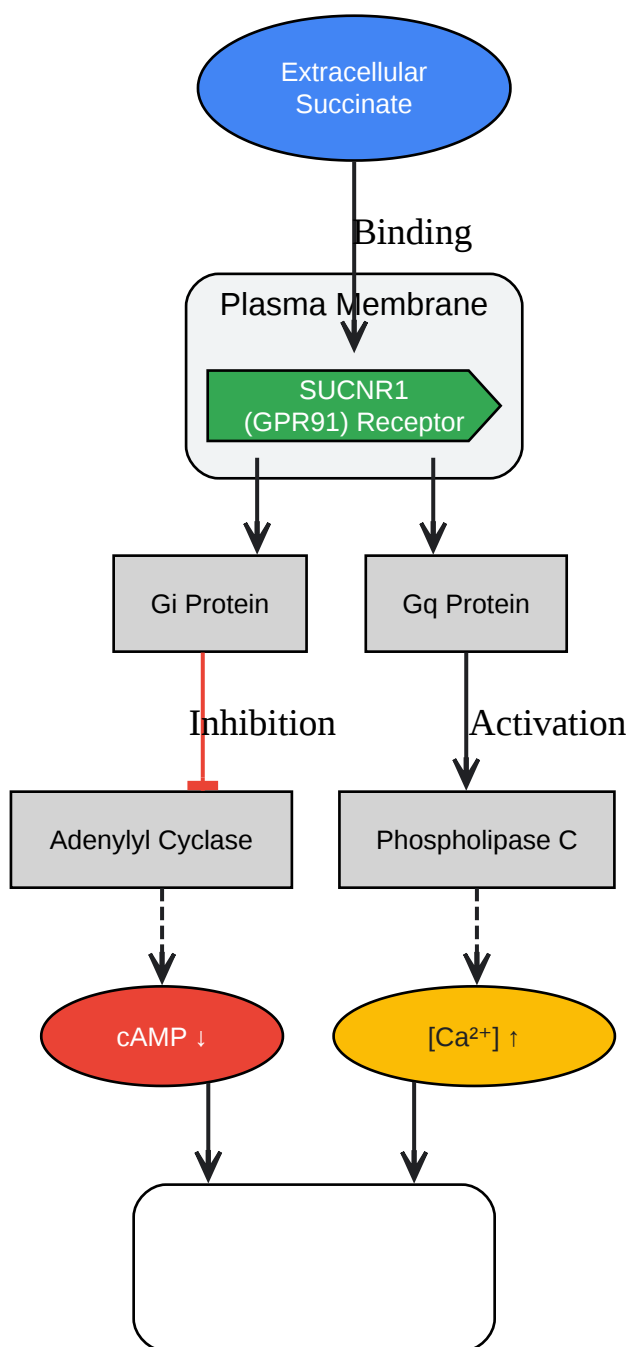 Extracellular
Succinate
Binding
Plasma Membrane
SUCNR1
(GPR91) Receptor
Gi Protein
Gq Protein
Inhibition
Activation
Adenylyl Cyclase
Phospholipase C
cAMP ↓
[Ca²⁺] ↑